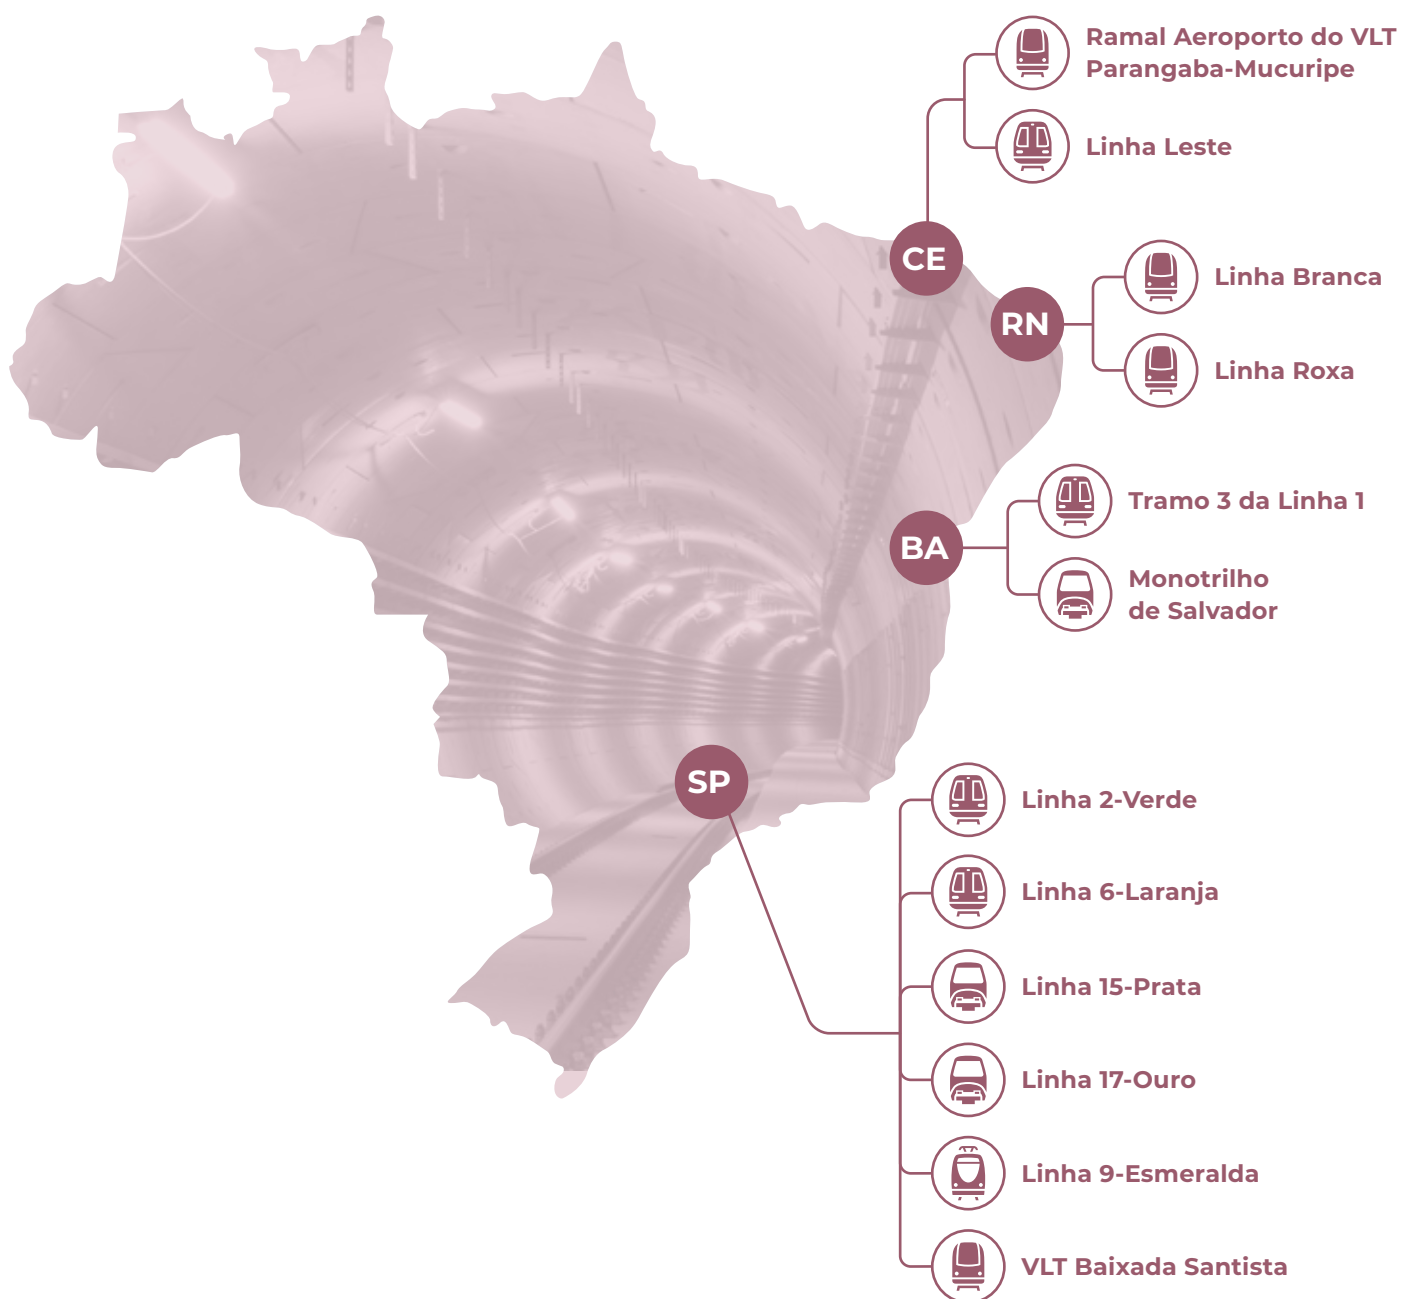 Ramal Aeroporto do VLT
Parangaba-Mucuripe
Linha Leste
CE
Linha Branca
RN
Linha Roxa
Tramo 3 da Linha 1
BA
Monotrilho
de Salvador
SP
Linha 2-Verde
Linha 6-Laranja
Linha 15-Prata
Linha 17-Ouro
Linha 9-Esmeralda
VLT Baixada Santista